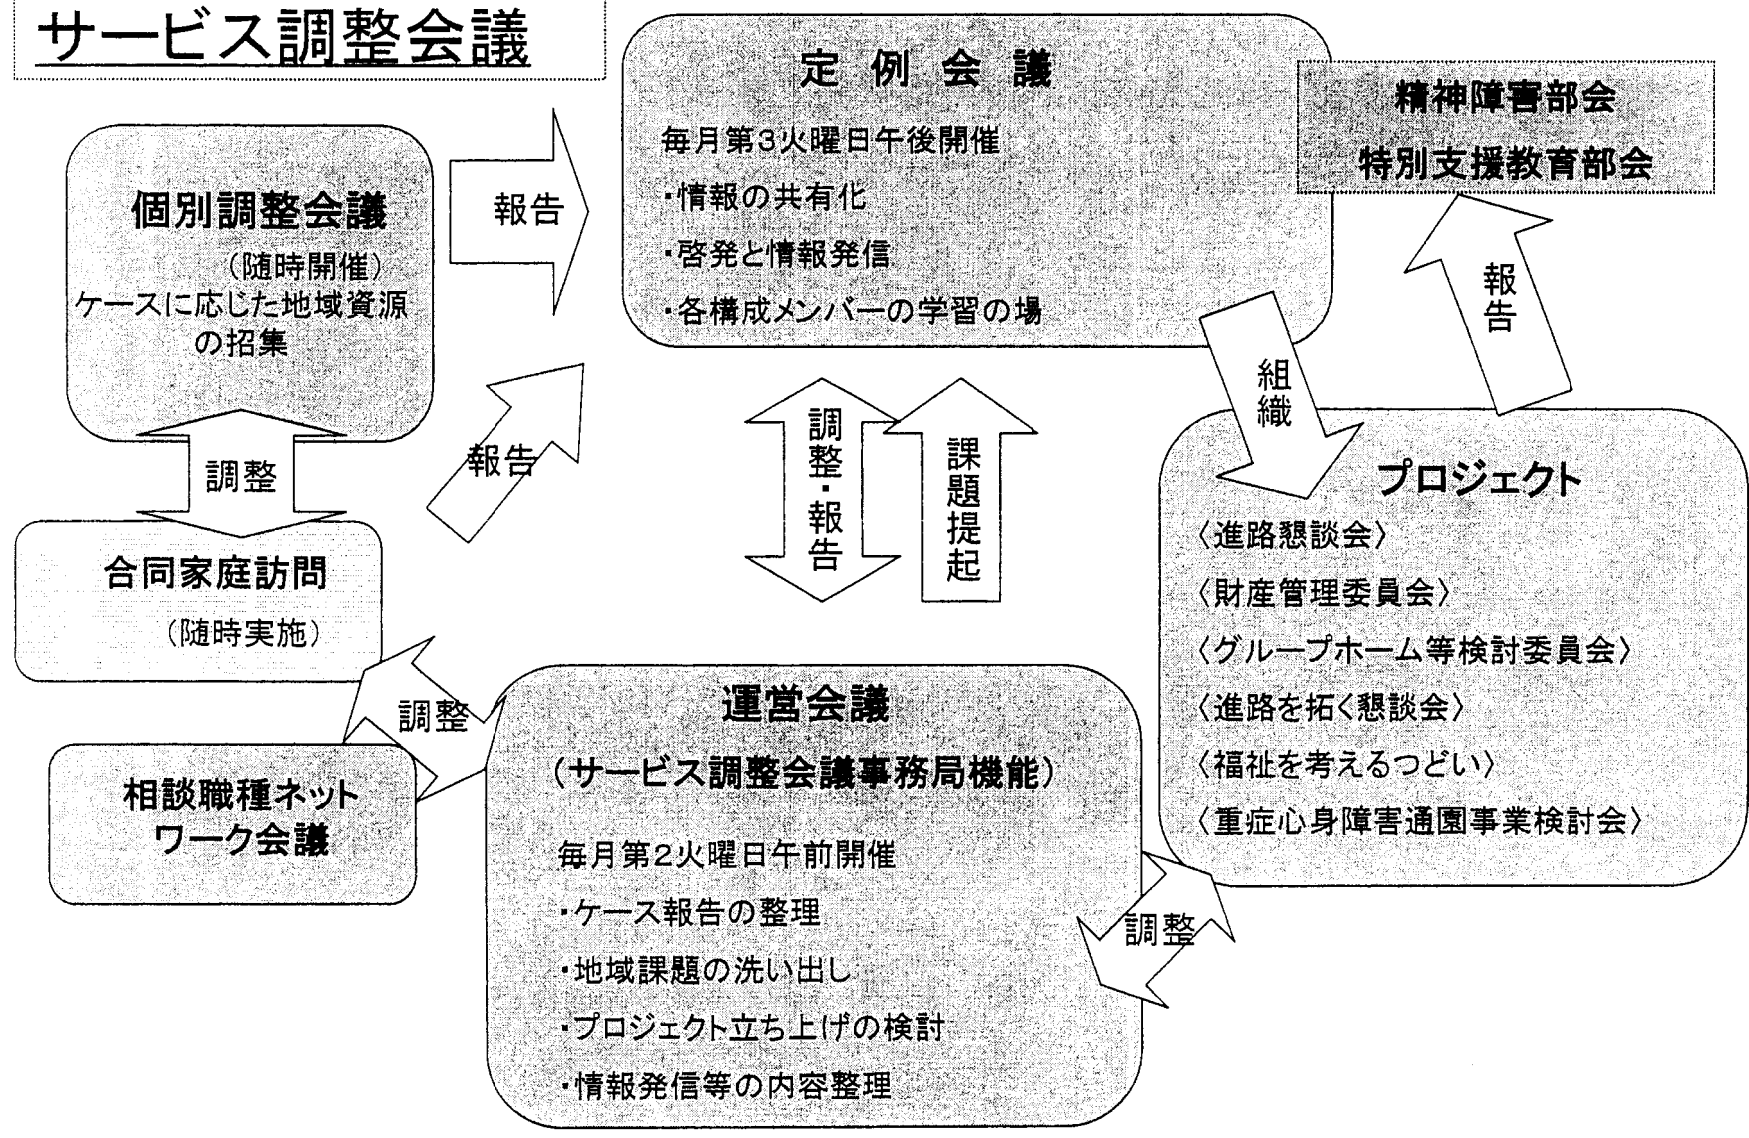 サービス調整会議
定例会議
毎月第3火曜日午後開催
・情報の共有化
・啓発と情報発信
・各構成メンバーの学習の場
精神障害部会
特別支援教育部会
個別調整会議
（随時開催）
ケースに応じた地域資源
の招集
報告
報告
調整
報告
組織
調整・報告
課題提起
合同家庭訪問
（随時実施）
調整
相談職種ネット
ワーク会議
運営会議
（サービス調整会議事務局機能）
毎月第2火曜日午前開催
・ケース報告の整理
・地域課題の洗い出し
・プロジェクト立ち上げの検討
・情報発信等の内容整理
プロジェクト
〈進路懇談会〉
〈財産管理委員会〉
〈グループホーム等検討委員会〉
〈進路を拓く懇談会〉
〈福祉を考えるつどい〉
〈重症心身障害通園事業検討会〉
調整